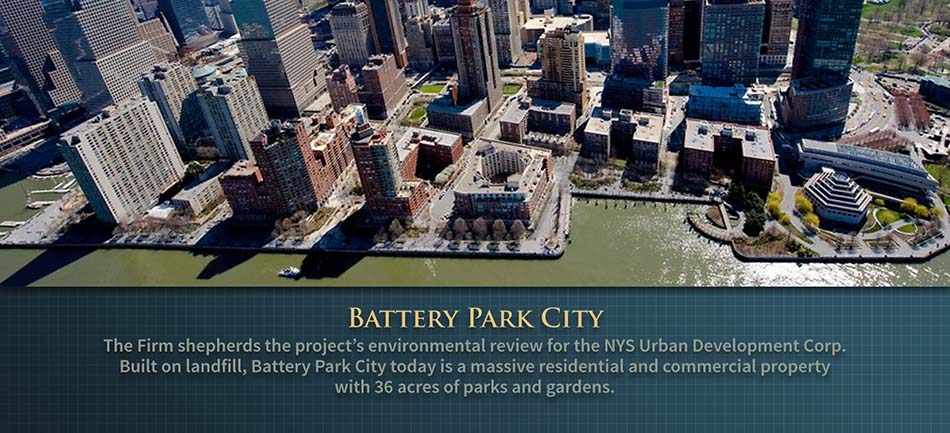 BATTERY PARK CITY
The Firm shepherds the project's environmental review for the NYS Urban Development Corp.
Built on landfill, Battery Park City today is a massive residential and commercial property
with 36 acres of parks and gardens.